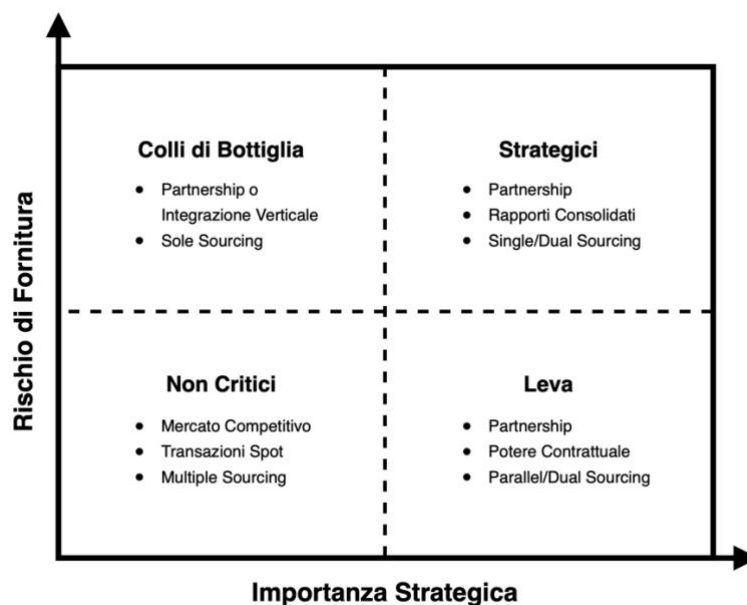 Rischio di Fornitura
Colli di Bottiglia
• Partnership o
Integrazione Verticale
• Sole Sourcing
Strategici
• Partnership
• Rapporti Consolidati
• Single/Dual Sourcing
Non Critici
• Mercato Competitivo
• Transazioni Spot
• Multiple Sourcing
Leva
• Partnership
• Potere Contrattuale
• Parallel/Dual Sourcing
Importanza Strategica